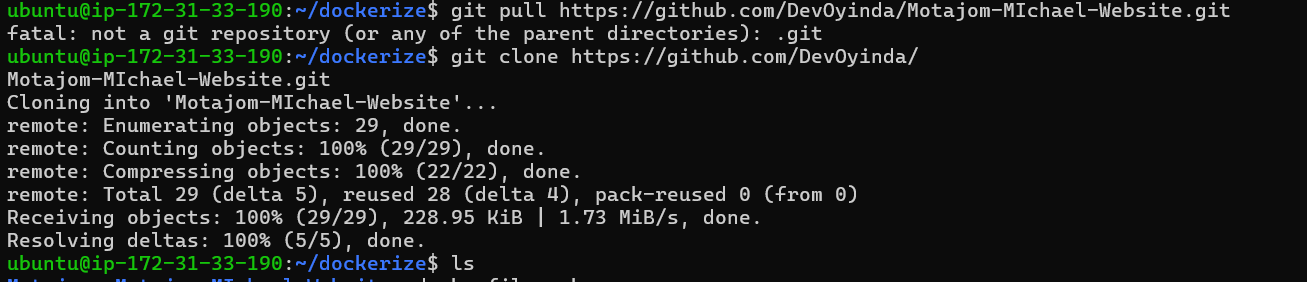 ubuntu@ip-172-31-33-190:~/dockerize$ git pull https://github.com/DevOyinda/Motajom-MIchael-Website.git
fatal: not a git repository (or any of the parent directories): .git
ubuntu@ip-172-31-33-190:~/dockerize$ git clone https://github.com/DevOyinda/
Motajom-MIchael-Website.git
Cloning into 'Motajom-MIchael-Website'...
remote: Enumerating objects: 29, done.
remote: Counting objects: 100% (29/29), done.
remote: Compressing objects: 100% (22/22), done.
remote: Total 29 (delta 5), reused 28 (delta 4), pack-reused 0 (from 0)
Receiving objects: 100% (29/29), 228.95 KiB | 1.73 MiB/s, done.
Resolving deltas: 100% (5/5), done.
ubuntu@ip-172-31-33-190:~/dockerize$ ls